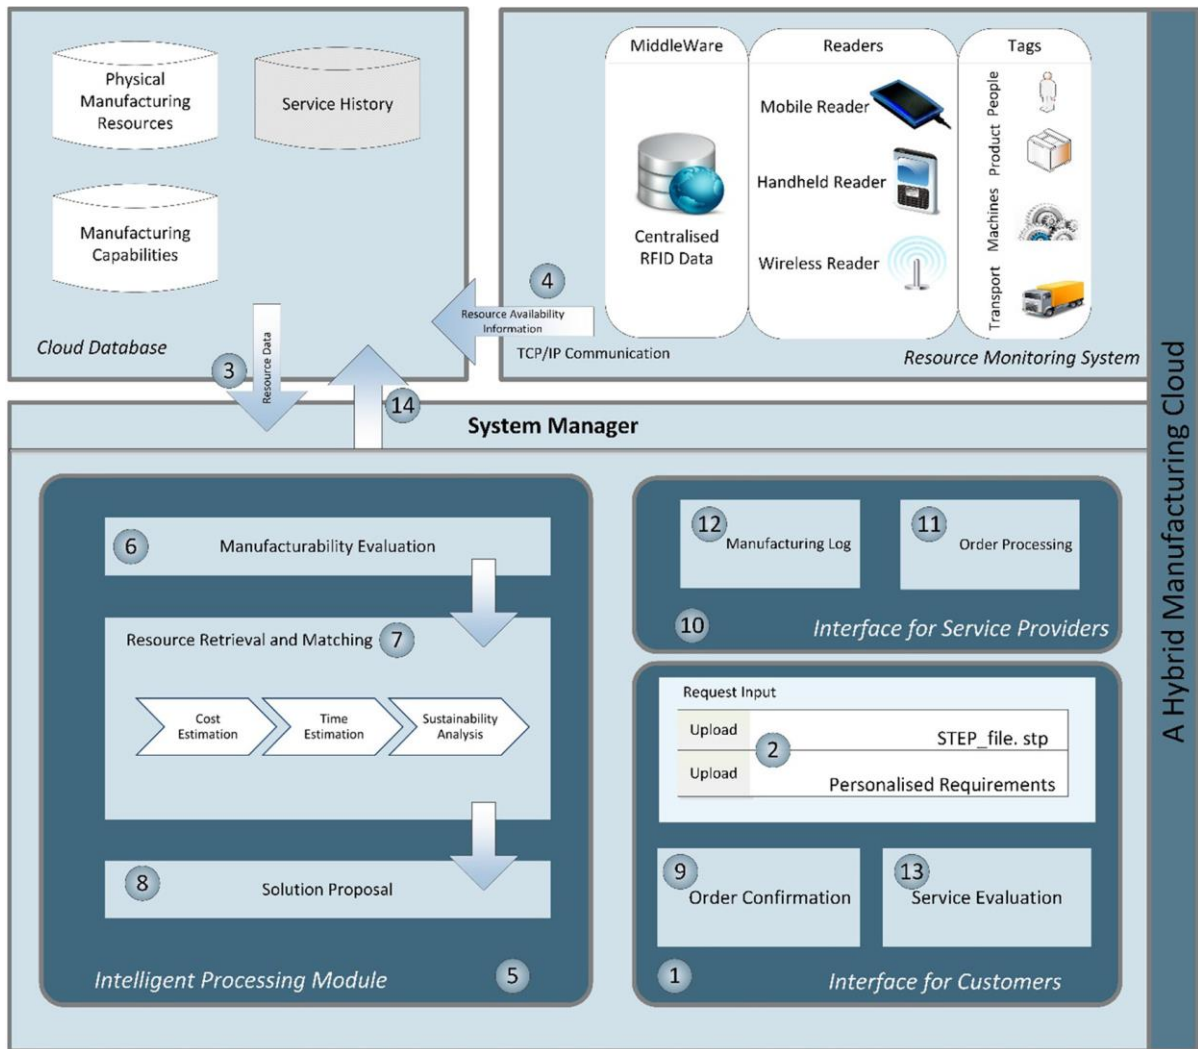 Physical
Manufacturing
Resources
Service History
Manufacturing
Capabilities
Cloud Database
MiddleWare
Centralised
RFID Data
Readers
Mobile Reader
Handheld Reader
Wireless Reader
Tags
People
Product
Machines
Transport
4
Resource Availability
Information
TCP/IP Communication
Resource Monitoring System
3
Resource Data
14
A Hybrid Manufacturing Cloud
System Manager
6
Manufacturability Evaluation
Resource Retrieval and Matching
7
Cost
Estimation
Time
Estimation
Sustainability
Analysis
8
Solution Proposal
Intelligent Processing Module
5
12
Manufacturing Log
11
Order Processing
10
Interface for Service Providers
Request Input
Upload
2
STEP_file. stp
Upload
Personalised Requirements
9
Order Confirmation
13
Service Evaluation
1
Interface for Customers